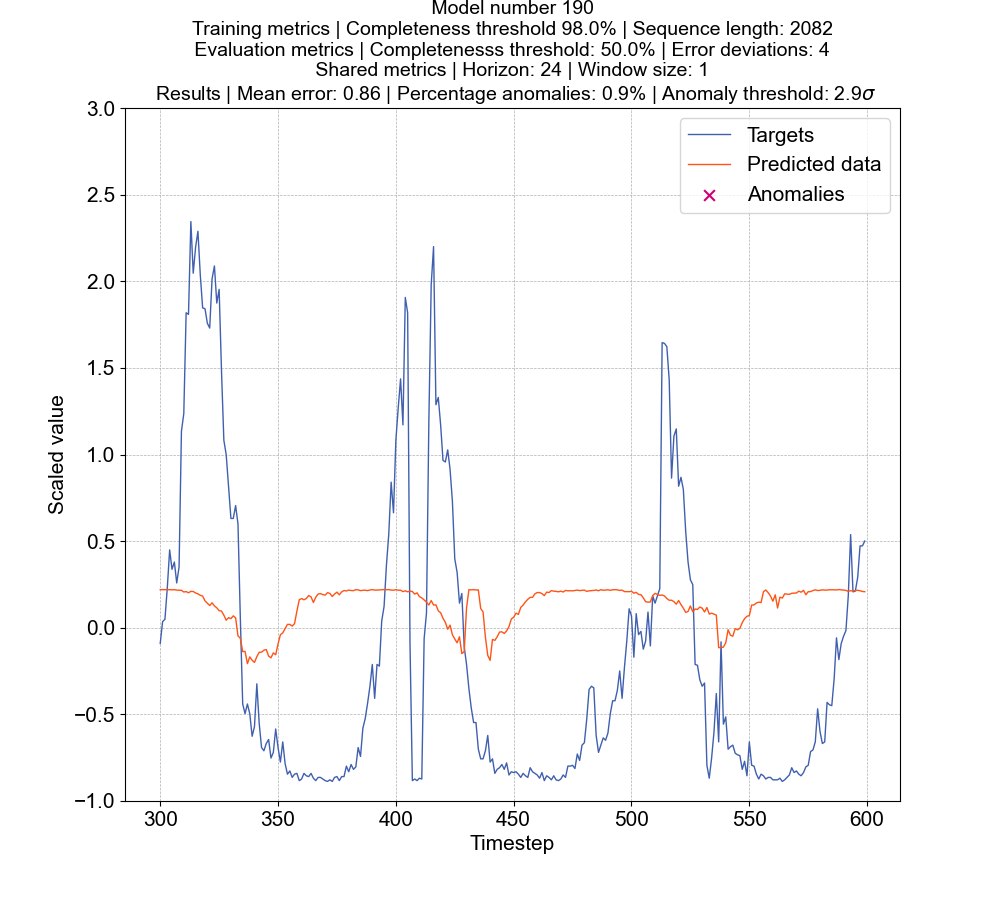 Model number 190
Training metrics | Completeness threshold 98.0% | Sequence length: 2082
Evaluation metrics | Completenesss threshold: 50.0% | Error deviations: 4
Shared metrics | Horizon: 24 | Window size: 1
Results | Mean error: 0.86 | Percentage anomalies: 0.9% | Anomaly threshold: 2.9σ
3.0
2.5
2.0
1.5
1.0
0.5
0.0
−0.5
−1.0
Scaled value
Targets
Predicted data
Anomalies
300
350
400
450
500
550
600
Timestep